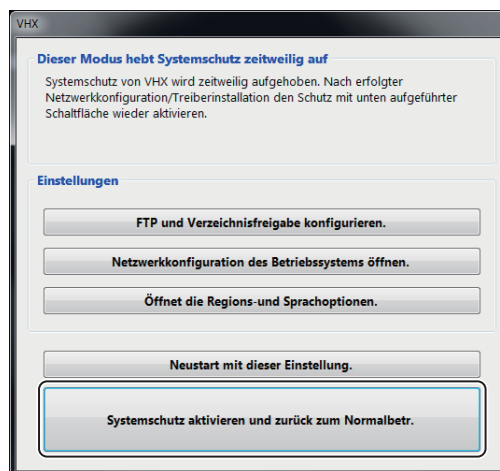 VHX
Dieser Modus hebt Systemschutz zeitweilig auf
Systemschutz von VHX wird zeitweilig aufgehoben. Nach erfolgter
Netzwerkkonfiguration/Treiberinstallation den Schutz mit unten aufgeführter
Schaltfläche wieder aktivieren.
Einstellungen
FTP und Verzeichnisfreigabe konfigurieren.
Netzwerkkonfiguration des Betriebssystems öffnen.
Öffnet die Regions-und Sprachoptionen.
Neustart mit dieser Einstellung.
Systemschutz aktivieren und zurück zum Normalbetr.